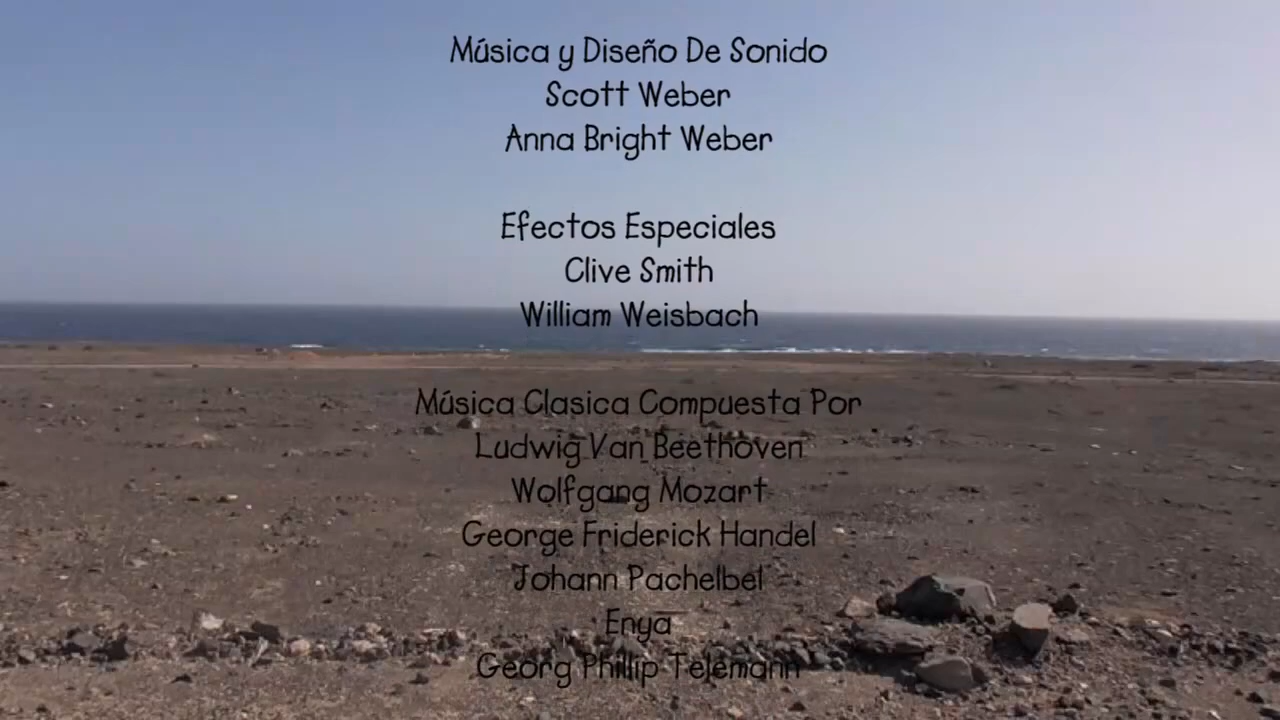 Música y Diseño De Sonido
Scott Weber
Anna Bright Weber
Efectos Especiales
Clive Smith
William Weisbach
Música Clasica Compuesta Por
Ludwig Van Beethoven
Wolfgang Mozart
George Friderick Handel
Johann Pachelbel
Enya
Georg Phillip Telemann